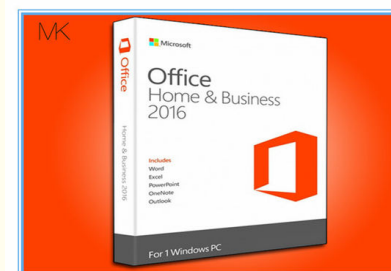 MK
Microsoft
Office
Home & Business
2016
Includes
Word
Excel
PowerPoint
OneNote
Outlook
For 1 Windows PC
Office
Home & Business 2016